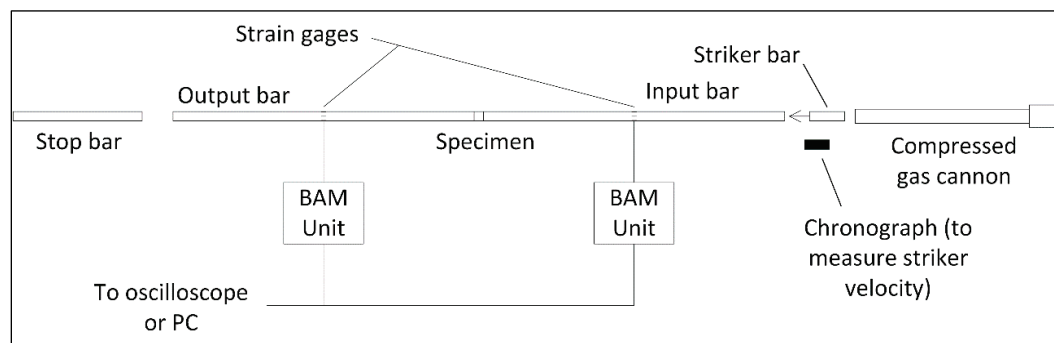 Strain gages
Striker bar
Output bar
Input bar
Stop bar
Specimen
Compressed
gas cannon
BAM
Unit
BAM
Unit
Chronograph (to
measure striker
velocity)
To oscilloscope
or PC